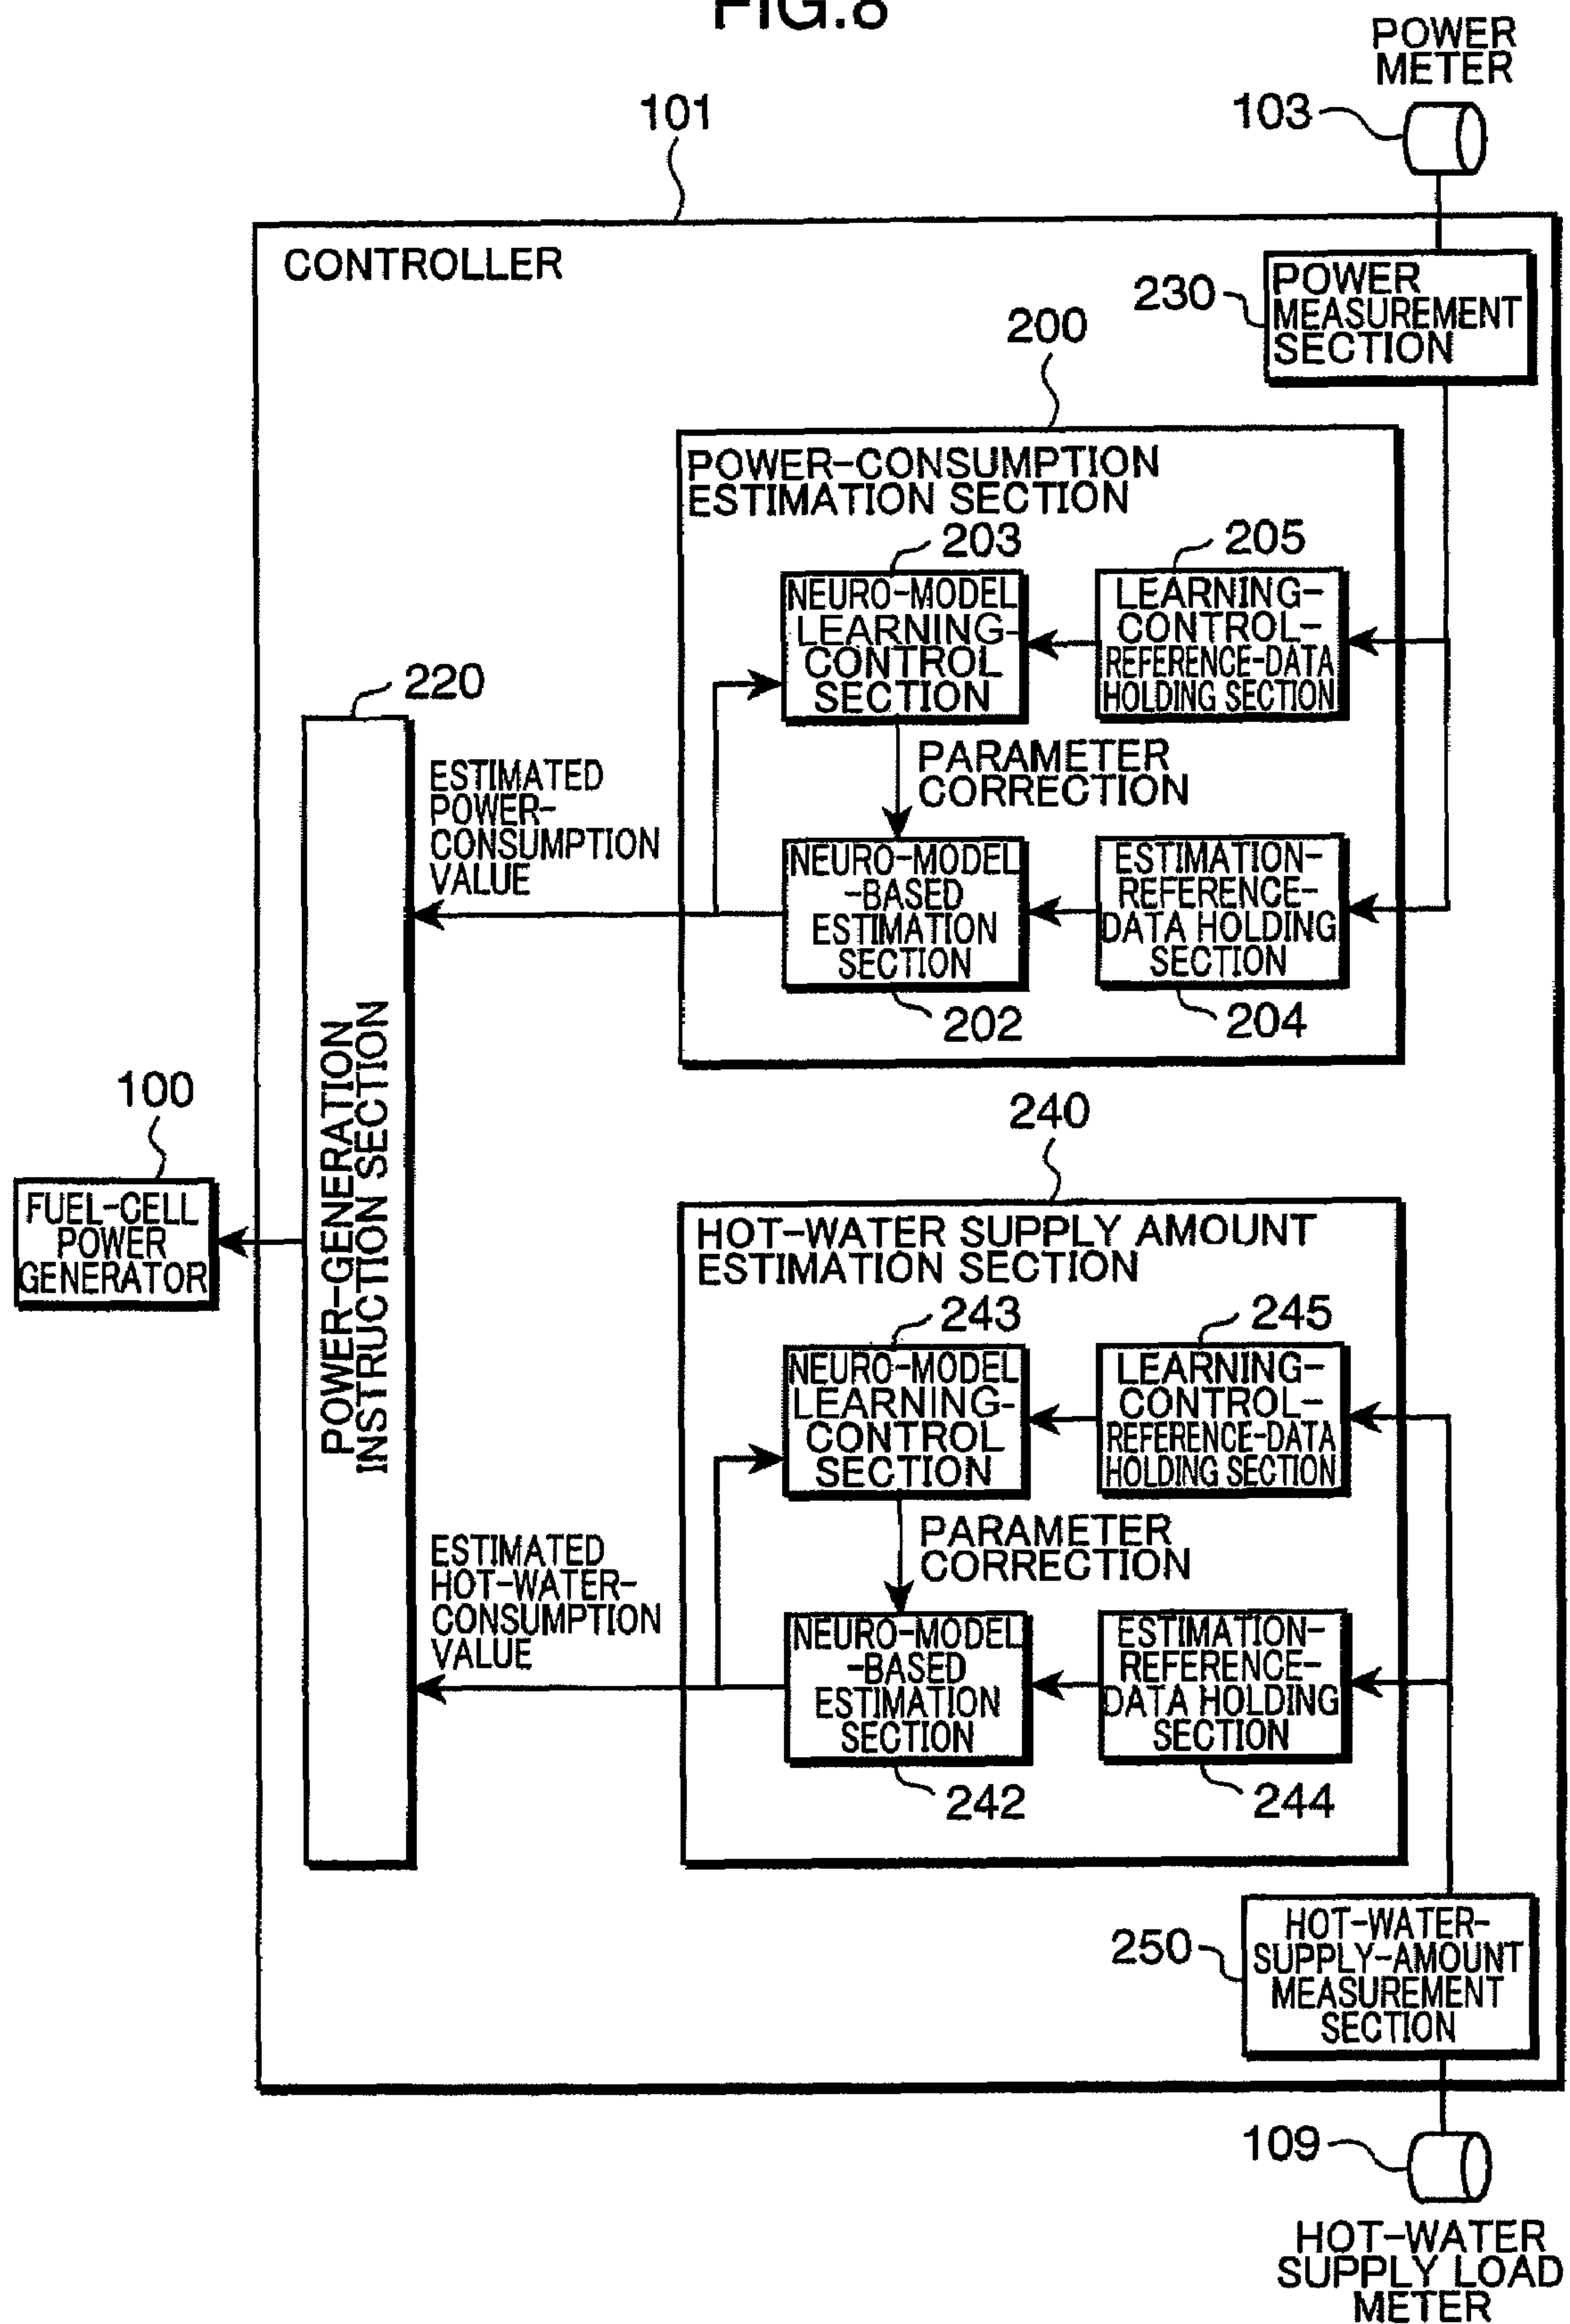 FIG.8
POWER
METER
103
101
CONTROLLER
230
POWER
MEASUREMENT
SECTION
200
POWER-CONSUMPTION
ESTIMATION SECTION
203
205
NEURO-MODEL
LEARNING-
CONTROL
SECTION
LEARNING-
CONTROL-
REFERENCE-DATA
HOLDING SECTION
220
PARAMETER
CORRECTION
ESTIMATED
POWER-
CONSUMPTION
VALUE
NEURO-MODEL
-BASED
ESTIMATION
SECTION
ESTIMATION-
REFERENCE-
DATA HOLDING
SECTION
202
204
POWER-GENERATION
INSTRUCTION SECTION
100
FUEL-CELL
POWER
GENERATOR
240
HOT-WATER SUPPLY AMOUNT
ESTIMATION SECTION
243
245
NEURO-MODEL
LEARNING-
CONTROL
SECTION
LEARNING-
CONTROL-
REFERENCE-DATA
HOLDING SECTION
PARAMETER
CORRECTION
ESTIMATED
HOT-WATER-
CONSUMPTION
VALUE
NEURO-MODEL
-BASED
ESTIMATION
SECTION
ESTIMATION-
REFERENCE-
DATA HOLDING
SECTION
242
244
250
HOT-WATER-
SUPPLY-AMOUNT
MEASUREMENT
SECTION
109
HOT-WATER
SUPPLY LOAD
METER